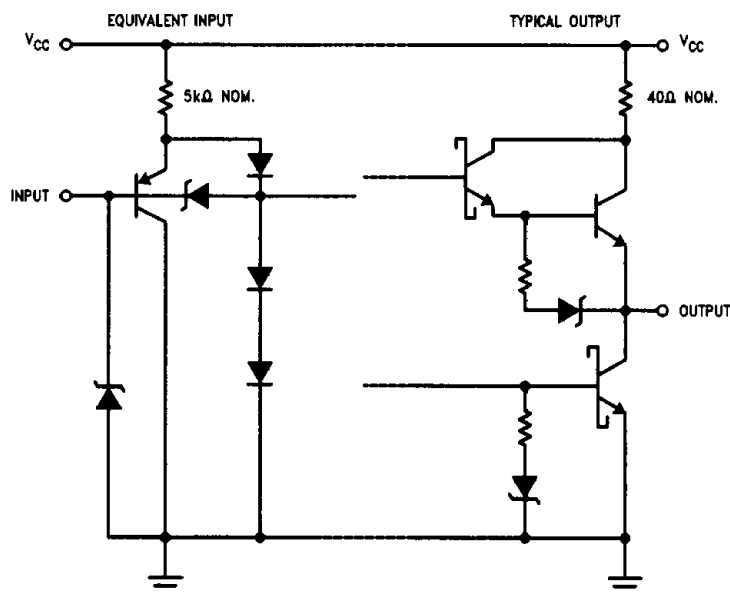 EQUIVALENT INPUT
TYPICAL OUTPUT
VCC
VCC
5kΩ NOM.
40Ω NOM.
INPUT
OUTPUT